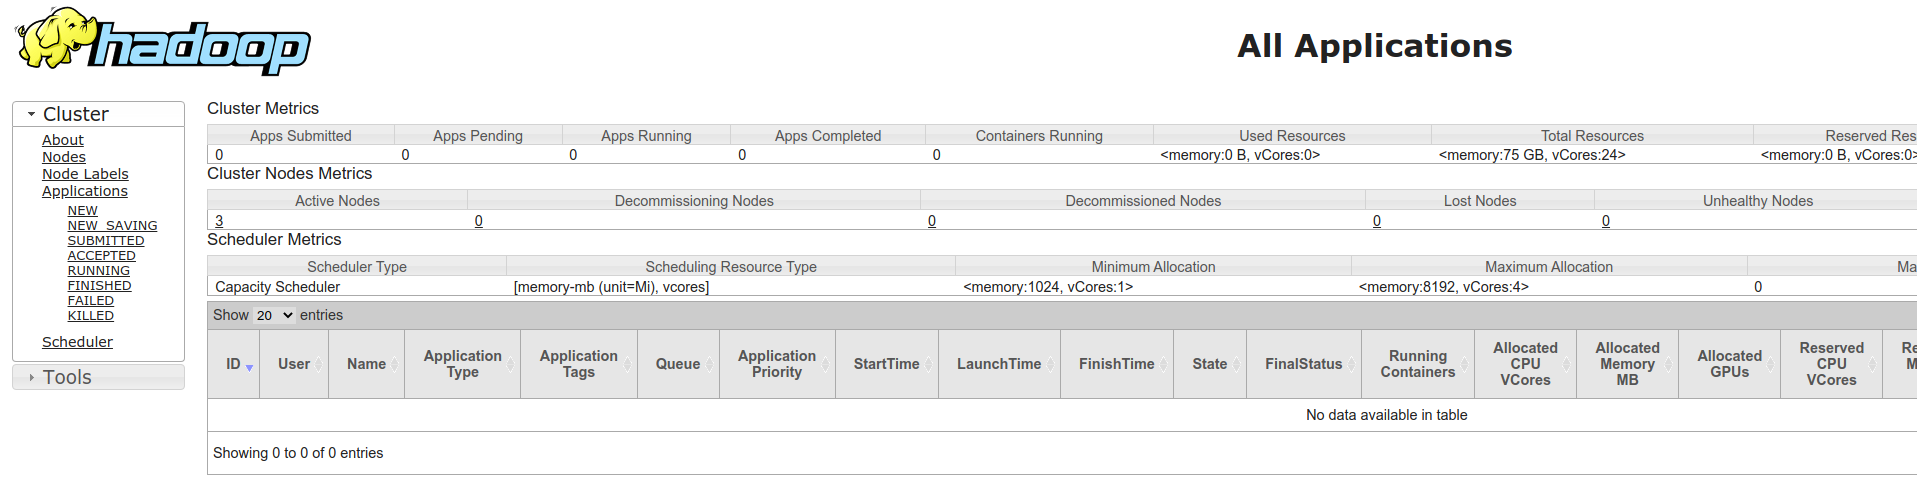 hadoop
All Applications
Cluster
About
Nodes
Node Labels
Applications
NEW
NEW_SAVING
SUBMITTED
ACCEPTED
RUNNING
FINISHED
FAILED
KILLED
Scheduler
Tools
Cluster Metrics
Apps Submitted Apps Pending Apps Running Apps Completed Containers Running Used Resources Total Resources Reserved Res
0 0 0 0 0 <memory:0 B, vCores:0> <memory:75 GB, vCores:24> <memory:0 B, vCores:0>
Cluster Nodes Metrics
Active Nodes Decommissioning Nodes Decommissioned Nodes Lost Nodes Unhealthy Nodes
3 0 0 0 0
Scheduler Metrics
Scheduler Type Scheduling Resource Type Minimum Allocation Maximum Allocation Ma
Capacity Scheduler [memory-mb (unit=Mi), vcores] <memory:1024, vCores:1> <memory:8192, vCores:4> 0
Show 20 entries
ID User Name Application Type Application Tags Queue Application Priority StartTime LaunchTime FinishTime State FinalStatus Running Containers Allocated CPU VCores Allocated Memory MB Allocated GPUs Reserved CPU VCores Re M
No data available in table
Showing 0 to 0 of 0 entries